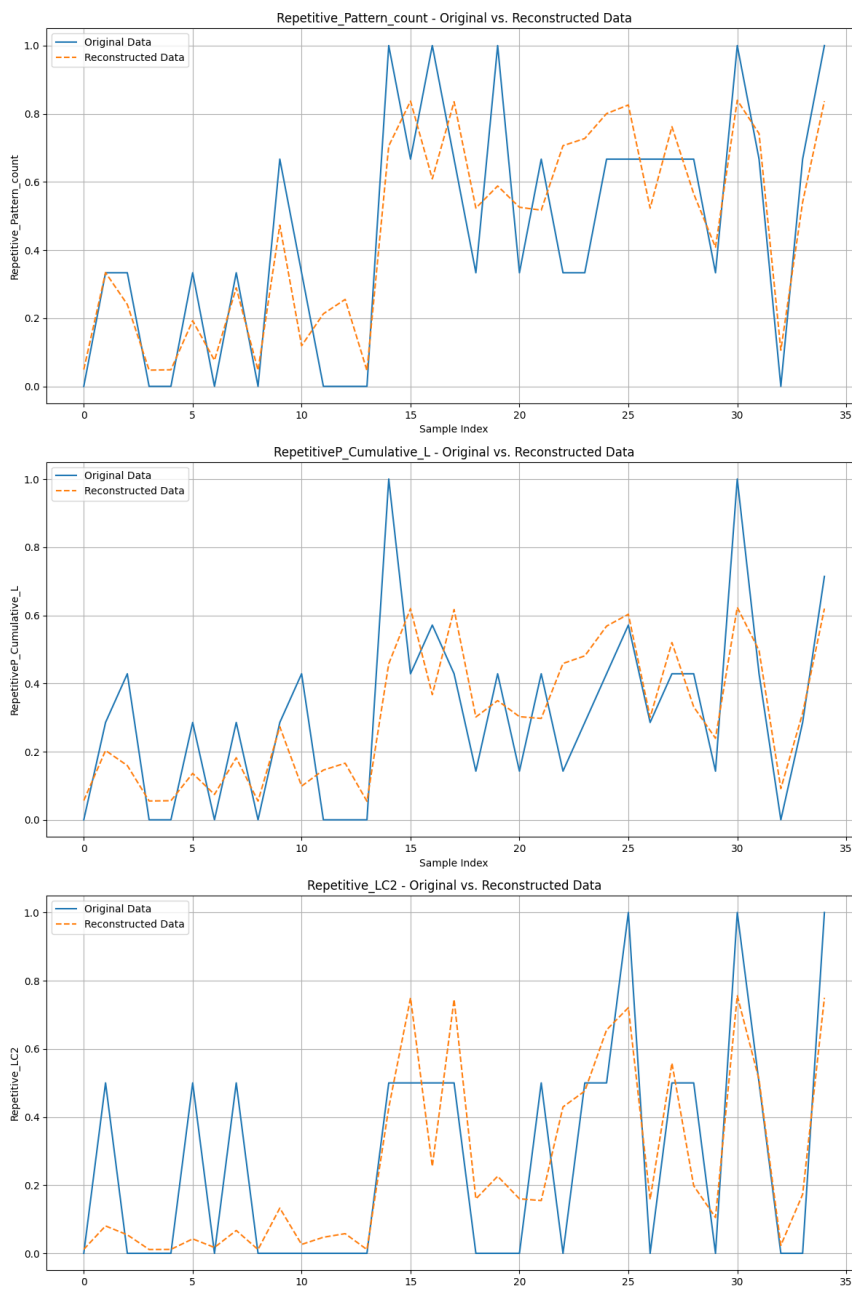 Repetitive_Pattern_count - Original vs. Reconstructed Data
Original Data
Reconstructed Data
Repetitive_Pattern_count
1.0
0.8
0.6
0.4
0.2
0.0
0 5 10 15 20 25 30 35
Sample Index
RepetitiveP_Cumulative_L - Original vs. Reconstructed Data
Original Data
Reconstructed Data
RepetitiveP_Cumulative_L
1.0
0.8
0.6
0.4
0.2
0.0
0 5 10 15 20 25 30 35
Sample Index
Repetitive_LC2 - Original vs. Reconstructed Data
Original Data
Reconstructed Data
Repetitive_LC2
1.0
0.8
0.6
0.4
0.2
0.0
0 5 10 15 20 25 30 35